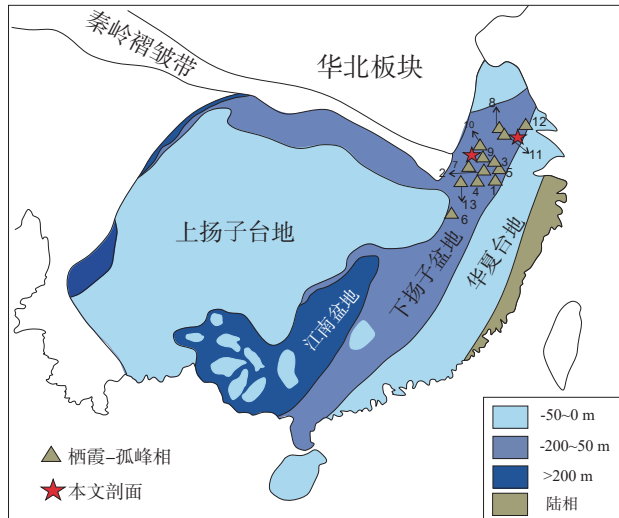 秦岭褶皱带
华北板块
8
12
10
9
11
7
3
2
5
4
1
13
6
上扬子台地
下扬子盆地
华夏台地
江南盆地
栖霞–孤峰相
本文剖面
-50~0 m
-200~50 m
>200 m
陆相